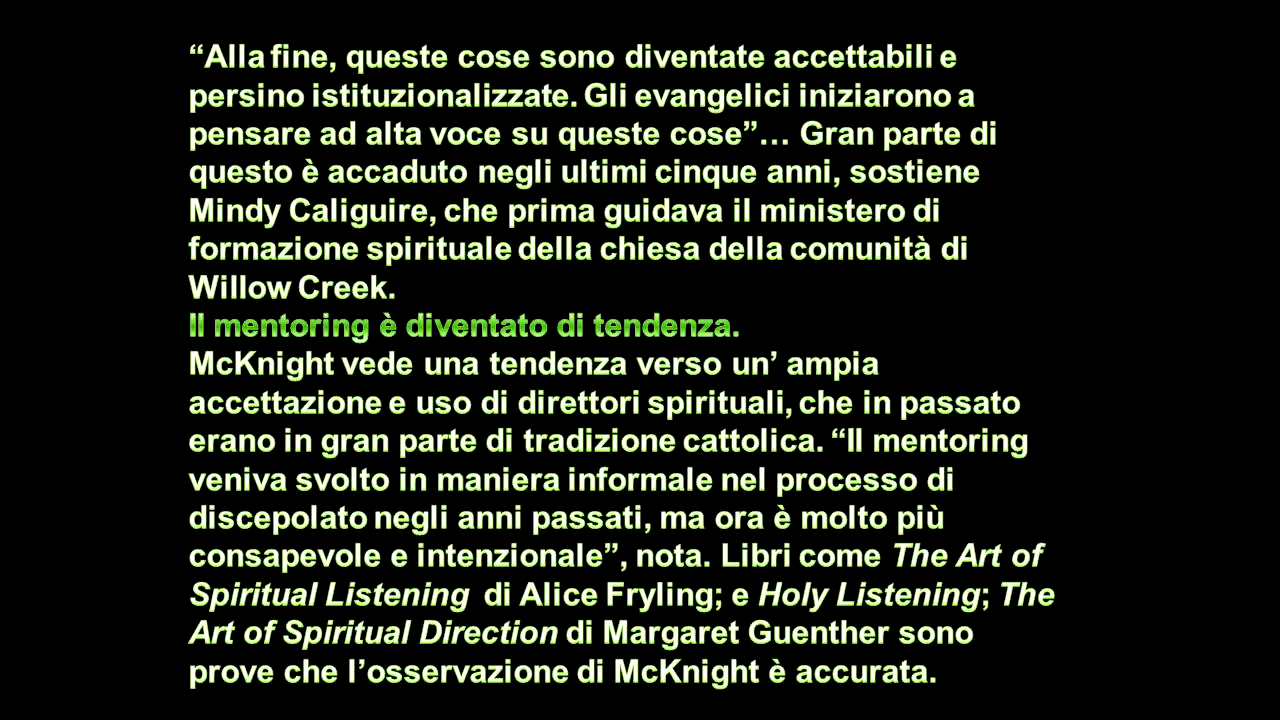 “Alla fine, queste cose sono diventate accettabili e
persino istituzionalizzate. Gli evangelici iniziarono a
pensare ad alta voce su queste cose”… Gran parte di
questo è accaduto negli ultimi cinque anni, sostiene
Mindy Caliguire, che prima guidava il ministero di
formazione spirituale della chiesa della comunità di
Willow Creek.
Il mentoring è diventato di tendenza.
McKnight vede una tendenza verso un’ ampia
accettazione e uso di direttori spirituali, che in passato
erano in gran parte di tradizione cattolica. “Il mentoring
veniva svolto in maniera informale nel processo di
discepolato negli anni passati, ma ora è molto più
consapevole e intenzionale”, nota. Libri come The Art of
Spiritual Listening di Alice Fryling; e Holy Listening; The
Art of Spiritual Direction di Margaret Guenther sono
prove che l’osservazione di McKnight è accurata.